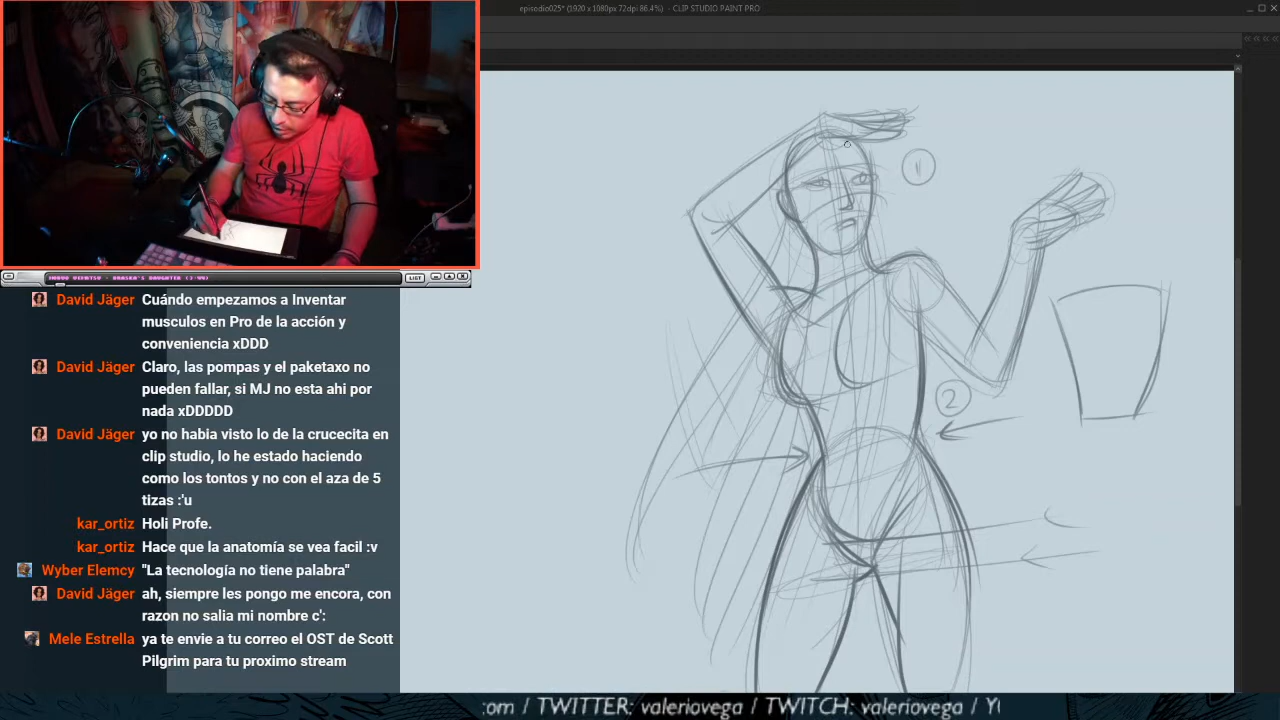 episodio025* (1920 x 1080px 72dpi 86.4%) - CLIP STUDIO PAINT PRO
1
2
LIST
David Jäger Cuándo empezamos a Inventar
musculos en Pro de la acción y
conveniencia xDDD
David Jäger Claro, las pompas y el paketaxo no
pueden fallar, si MJ no esta ahi por
nada xDDDDD
David Jäger yo no habia visto lo de la crucecita en
clip studio, lo he estado haciendo
como los tontos y no con el aza de 5
tizas :'u
kar_ortiz Holi Profe.
kar_ortiz Hace que la anatomía se vea facil :v
Wyber Elemcy "La tecnología no tiene palabra"
David Jäger ah, siempre les pongo me encora, con
razon no salia mi nombre c':
Mele Estrella ya te envie a tu correo el OST de Scott
Pilgrim para tu proximo stream
:om / TWITTER: valeriovega / TWITCH: valeriovega / Y